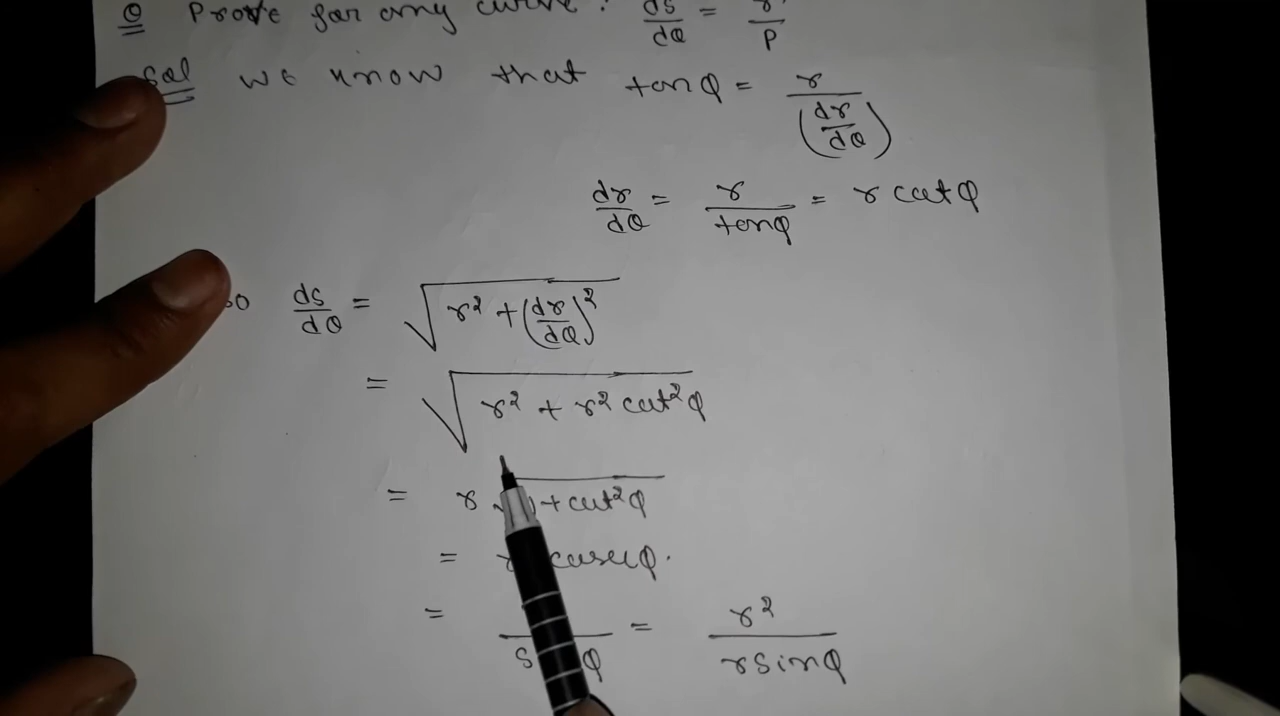 Q Prove for any curve. ds/dθ = r²/p
Sol we know that tanφ = r/(dr/dθ)
dr/dθ = r/tanφ = r cotφ
so ds/dθ = √(r² + (dr/dθ)²)
= √(r² + r² cot²φ)
= r √(1 + cot²φ)
= r cosecφ.
= = r²/(r sinφ)